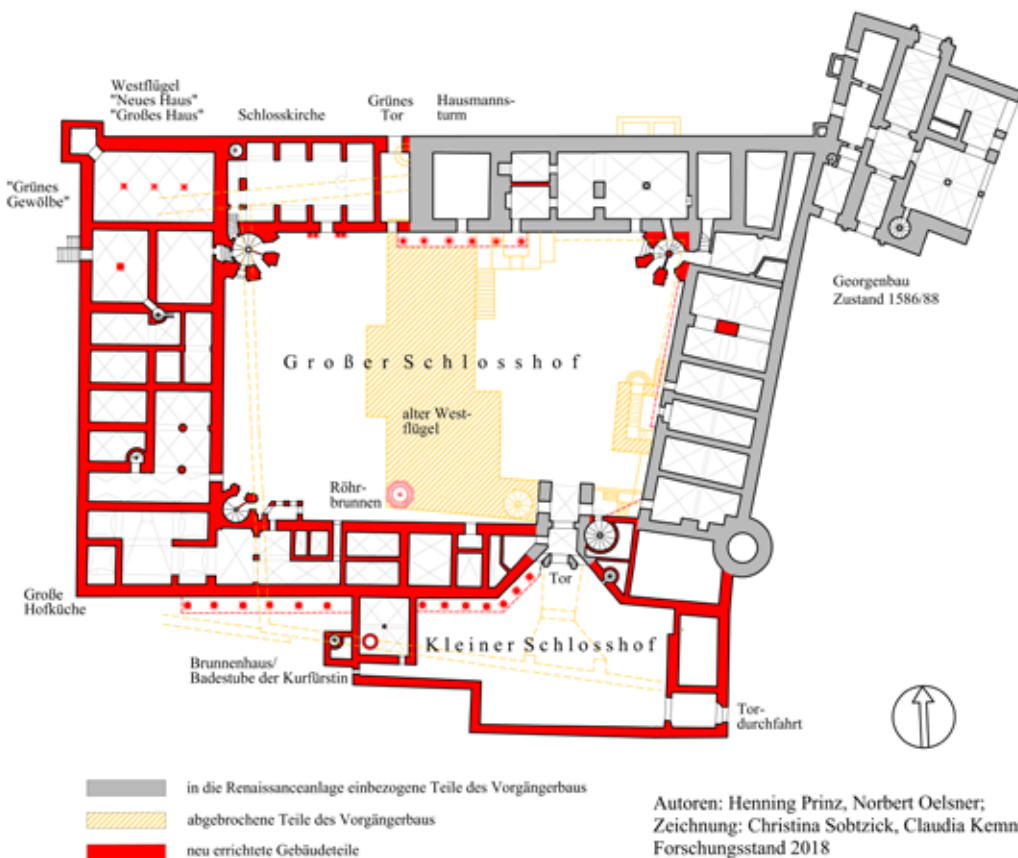 Westflügel
"Neues Haus"
"Großes Haus"
Schlosskirche
Grünes
Tor
Hausmanns-
turm
"Grünes
Gewölbe"
Georgenbau
Zustand 1586/88
Großer Schlosshof
alter West-
flügel
Röhr-
brunnen
Tor
Große
Hofküche
Kleiner Schlosshof
Brunnenhaus/
Badestube der Kurfürstin
Tor-
durchfahrt
in die Renaissanceanlage einbezogene Teile des Vorgängerbaus
abgebrochene Teile des Vorgängerbaus
neu errichtete Gebäudeteile
Autoren: Henning Prinz, Norbert Oelsner;
Zeichnung: Christina Sobtzick, Claudia Kemn
Forschungsstand 2018